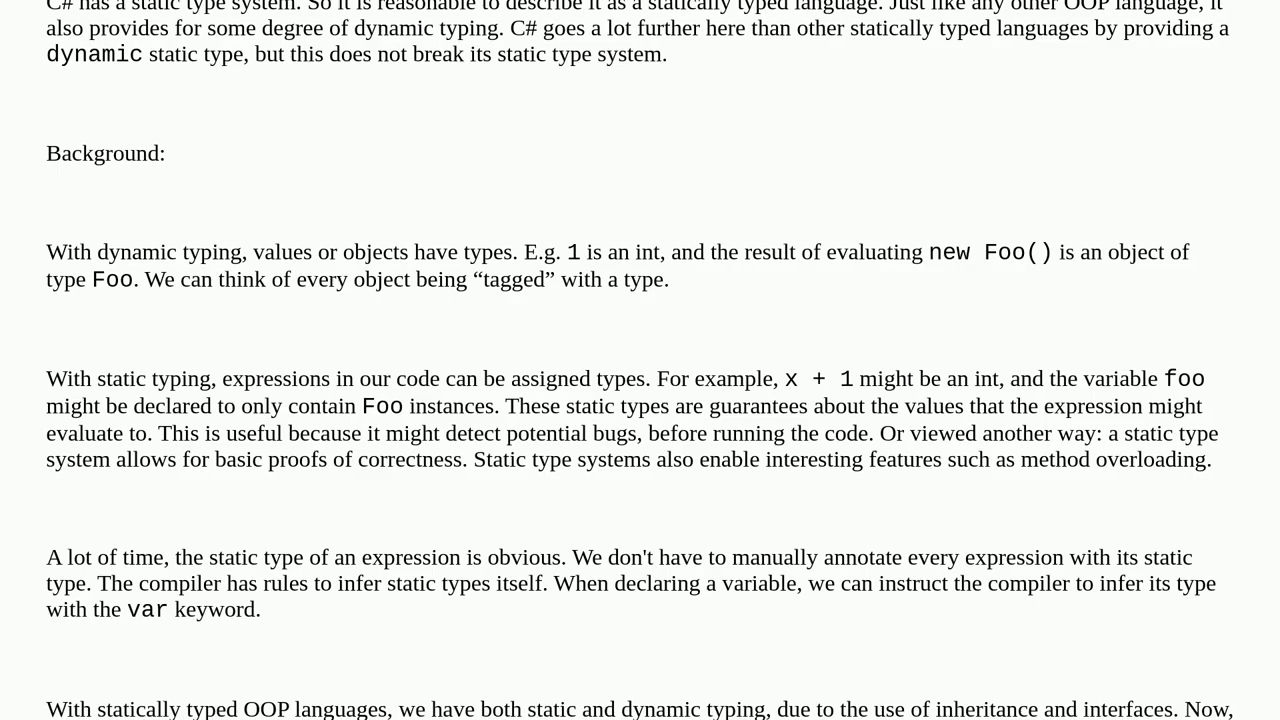 C# has a static type system. So it is reasonable to describe it as a statically typed language. Just like any other OOP language, it
also provides for some degree of dynamic typing. C# goes a lot further here than other statically typed languages by providing a
dynamic static type, but this does not break its static type system.
Background:
With dynamic typing, values or objects have types. E.g. 1 is an int, and the result of evaluating new Foo() is an object of
type Foo. We can think of every object being “tagged” with a type.
With static typing, expressions in our code can be assigned types. For example, x + 1 might be an int, and the variable foo
might be declared to only contain Foo instances. These static types are guarantees about the values that the expression might
evaluate to. This is useful because it might detect potential bugs, before running the code. Or viewed another way: a static type
system allows for basic proofs of correctness. Static type systems also enable interesting features such as method overloading.
A lot of time, the static type of an expression is obvious. We don't have to manually annotate every expression with its static
type. The compiler has rules to infer static types itself. When declaring a variable, we can instruct the compiler to infer its type
with the var keyword.
With statically typed OOP languages, we have both static and dynamic typing, due to the use of inheritance and interfaces. Now,